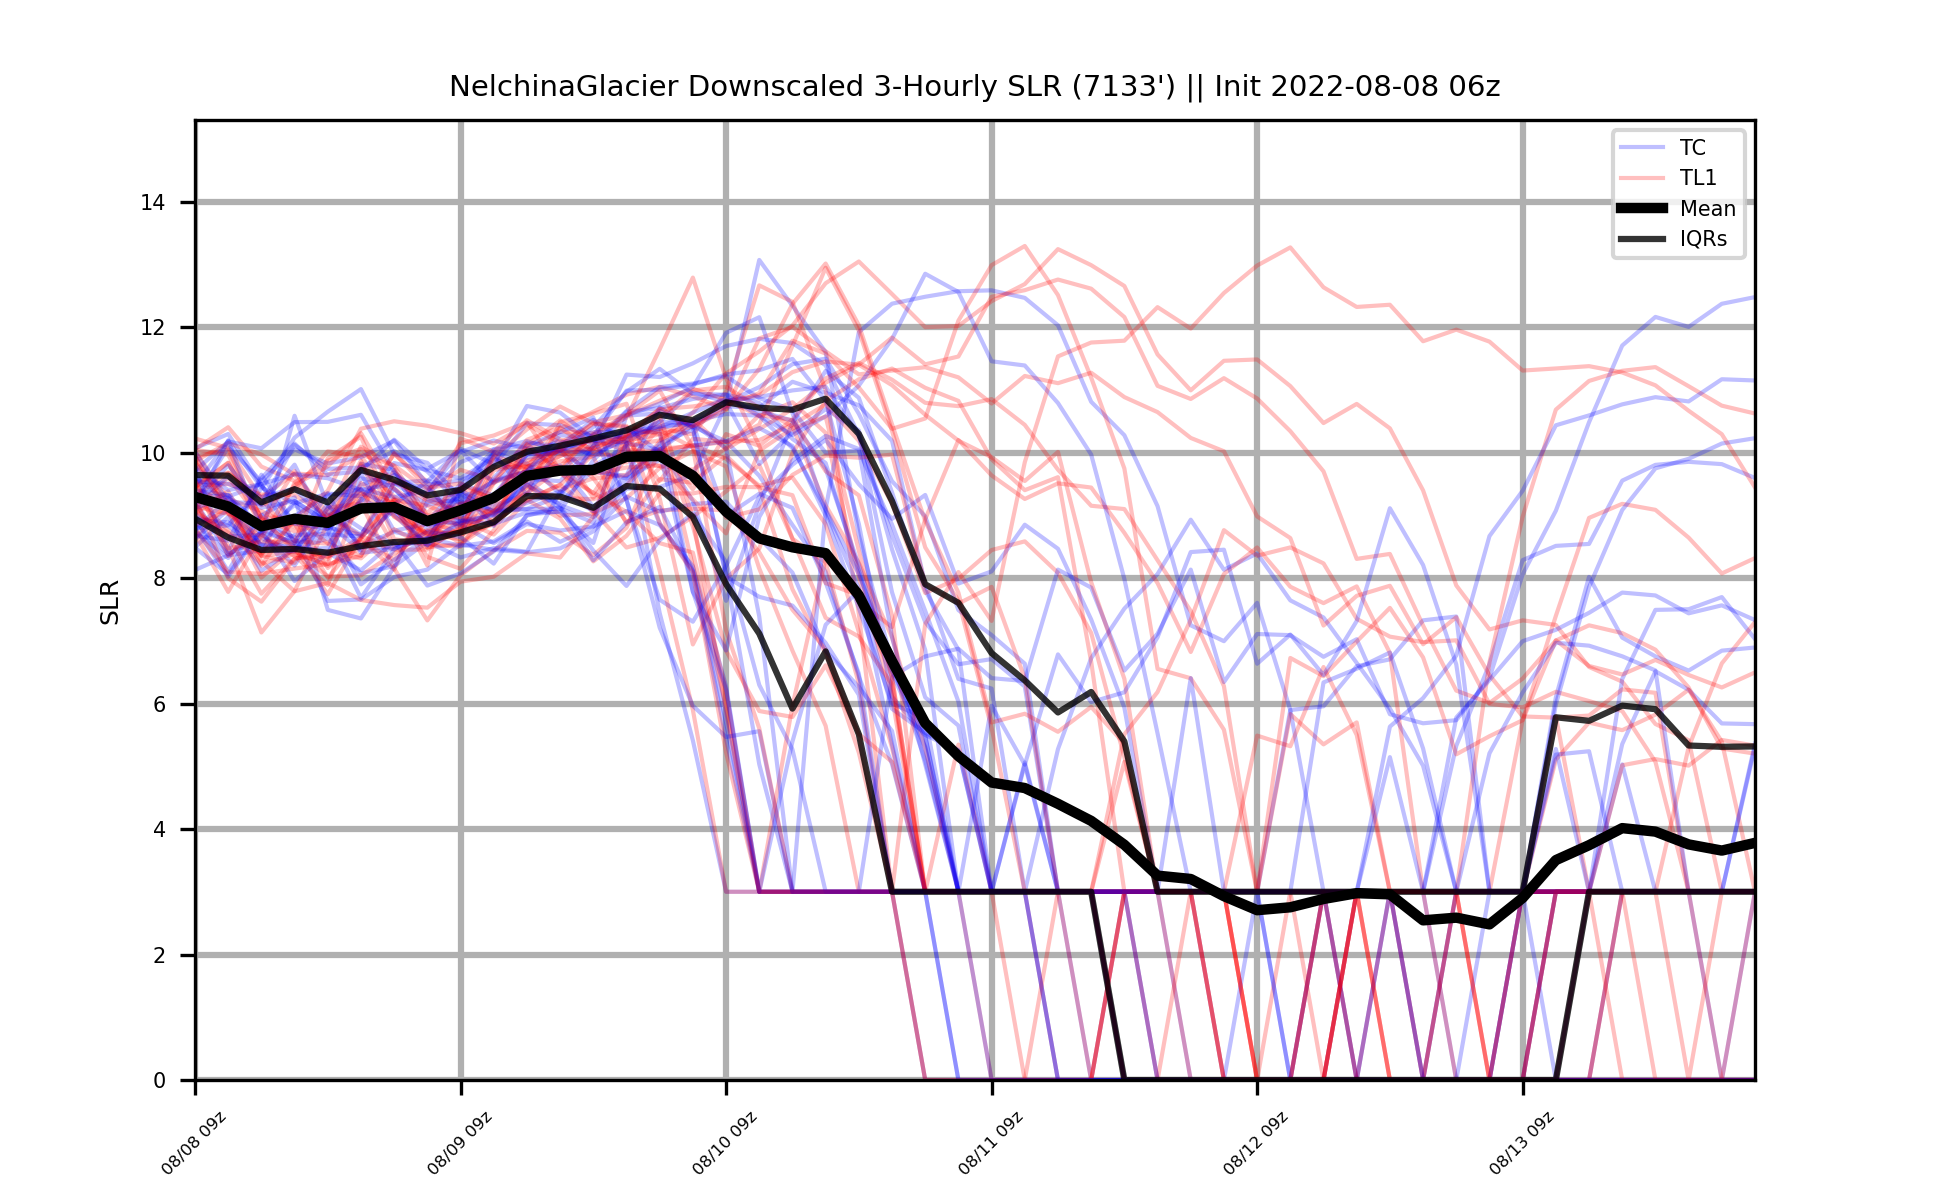 NelchinaGlacier Downscaled 3-Hourly SLR (7133') || Init 2022-08-08 06z
TC
TL1
Mean
IQRs
SLR
14
12
10
8
6
4
2
0
08/08 09z
08/09 09z
08/10 09z
08/11 09z
08/12 09z
08/13 09z